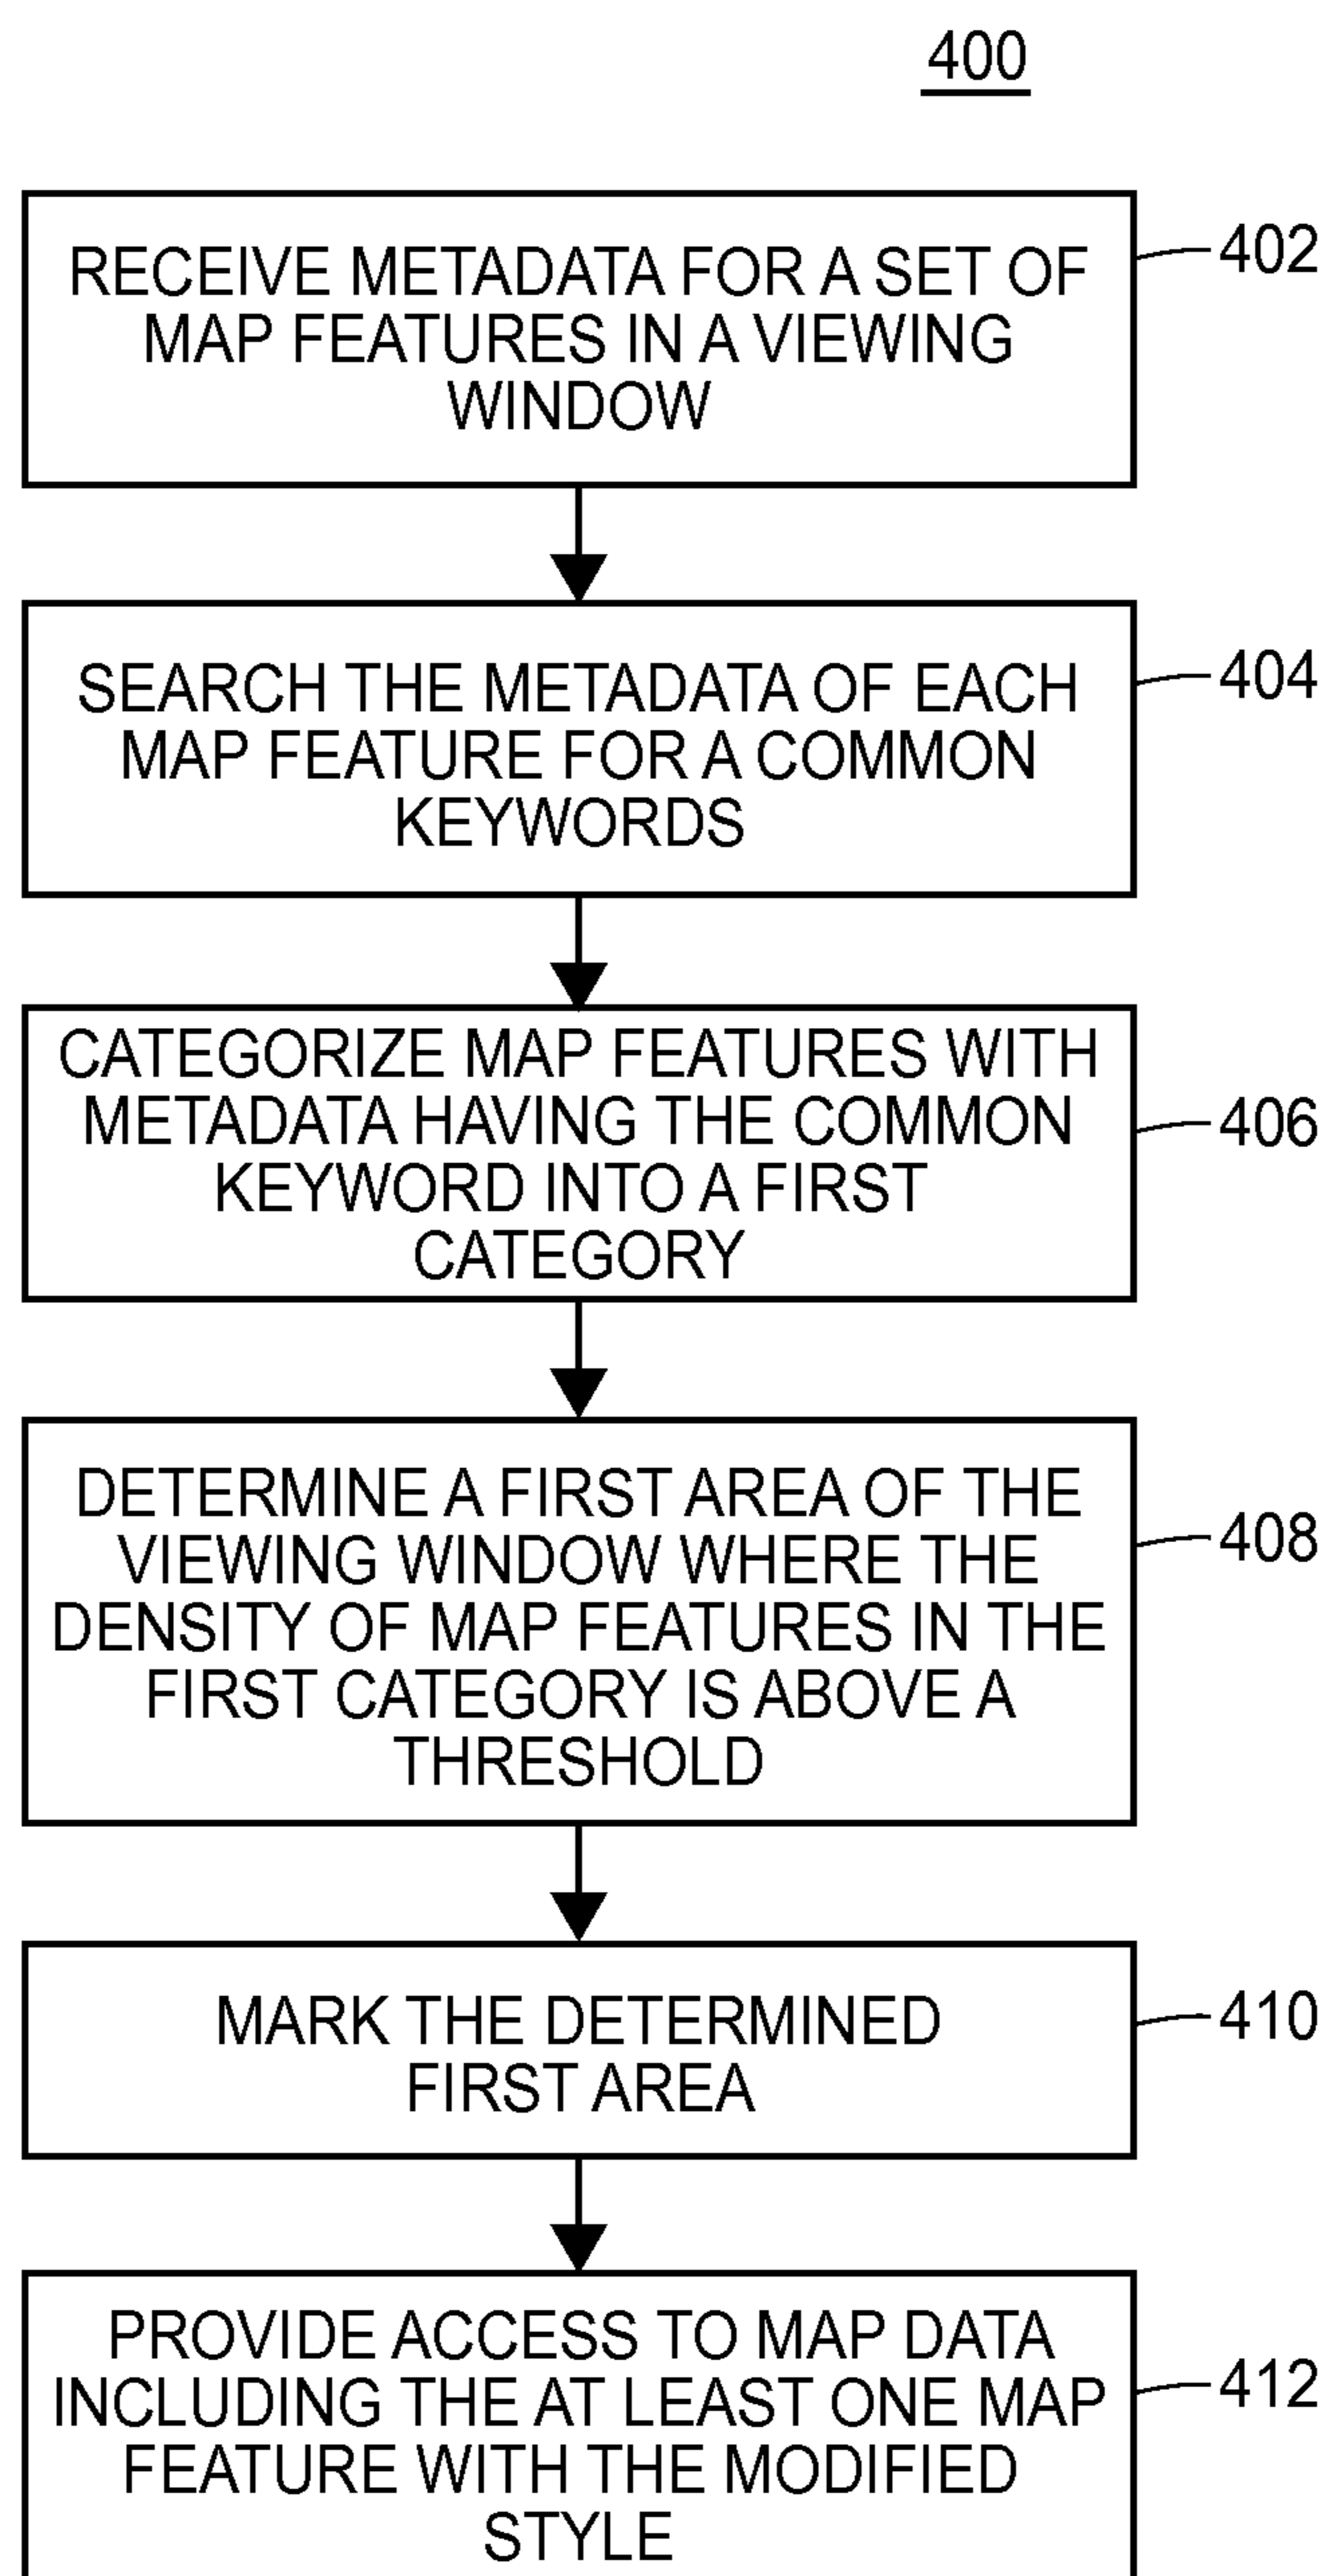 400
RECEIVE METADATA FOR A SET OF
MAP FEATURES IN A VIEWING
WINDOW
402
SEARCH THE METADATA OF EACH
MAP FEATURE FOR A COMMON
KEYWORDS
404
CATEGORIZE MAP FEATURES WITH
METADATA HAVING THE COMMON
KEYWORD INTO A FIRST
CATEGORY
406
DETERMINE A FIRST AREA OF THE
VIEWING WINDOW WHERE THE
DENSITY OF MAP FEATURES IN THE
FIRST CATEGORY IS ABOVE A
THRESHOLD
408
MARK THE DETERMINED
FIRST AREA
410
PROVIDE ACCESS TO MAP DATA
INCLUDING THE AT LEAST ONE MAP
FEATURE WITH THE MODIFIED
STYLE
412